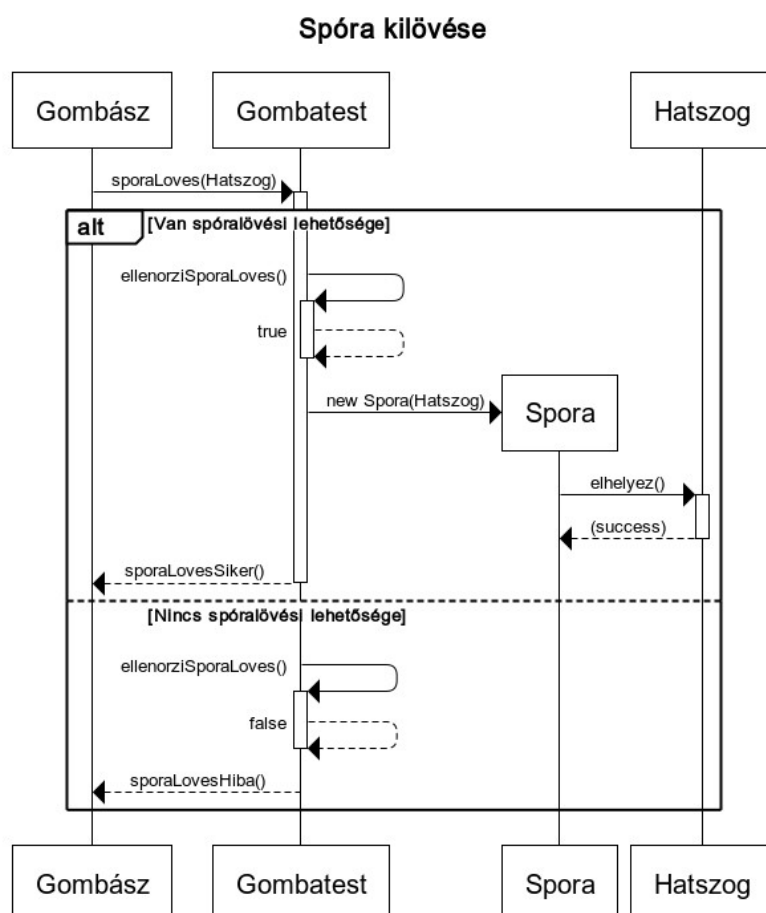 Spóra kilövése
Gombász
Gombatest
Hatszog
sporaLoves(Hatszog)
alt
[Van spóralövési lehetősége]
ellenorziSporaLoves()
true
new Spora(Hatszog)
Spora
elhelyez()
(success)
sporaLovesSiker()
[Nincs spóralövési lehetősége]
ellenorziSporaLoves()
false
sporaLovesHiba()
Gombász
Gombatest
Spora
Hatszog